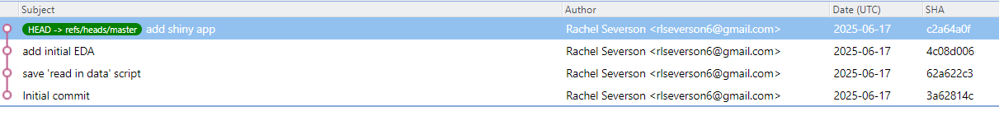 Subject Author Date (UTC) SHA
HEAD -> refs/heads/master add shiny app Rachel Severson <rlseverson6@gmail.com> 2025-06-17 c2a64a0f
add initial EDA Rachel Severson <rlseverson6@gmail.com> 2025-06-17 4c08d006
save 'read in data' script Rachel Severson <rlseverson6@gmail.com> 2025-06-17 62a622c3
Initial commit Rachel Severson <rlseverson6@gmail.com> 2025-06-17 3a62814c